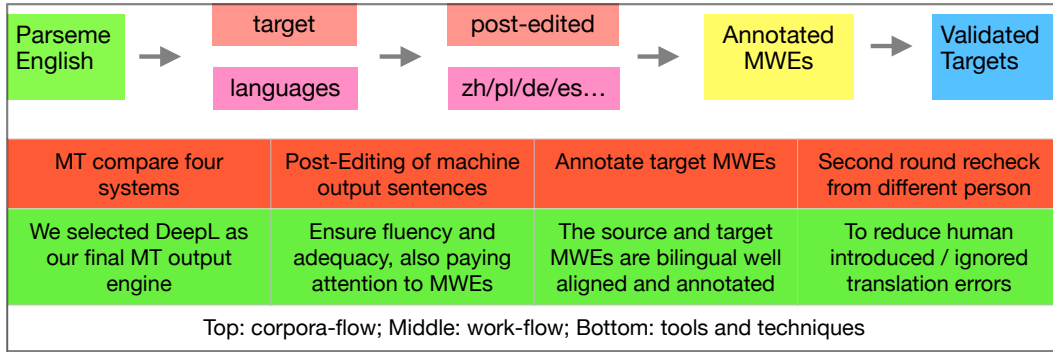 Parseme
English
target
languages
post-edited
zh/pl/de/es...
Annotated
MWEs
Validated
Targets
MT compare four
systems
Post-Editing of machine
output sentences
Annotate target MWEs
Second round recheck
from different person
We selected DeepL as
our final MT output
engine
Ensure fluency and
adequacy, also paying
attention to MWEs
The source and target
MWEs are bilingual well
aligned and annotated
To reduce human
introduced / ignored
translation errors
Top: corpora-flow; Middle: work-flow; Bottom: tools and techniques